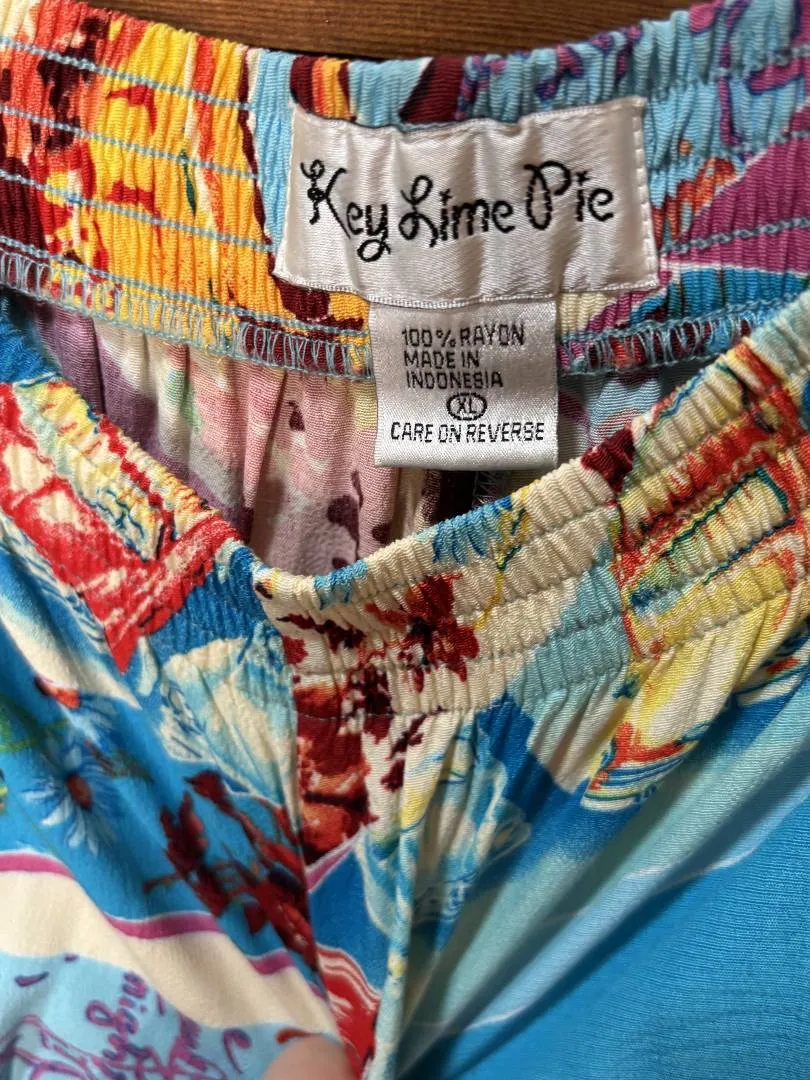 Key Lime Pie
100% RAYON
MADE IN
INDONESIA
XL
CARE ON REVERSE